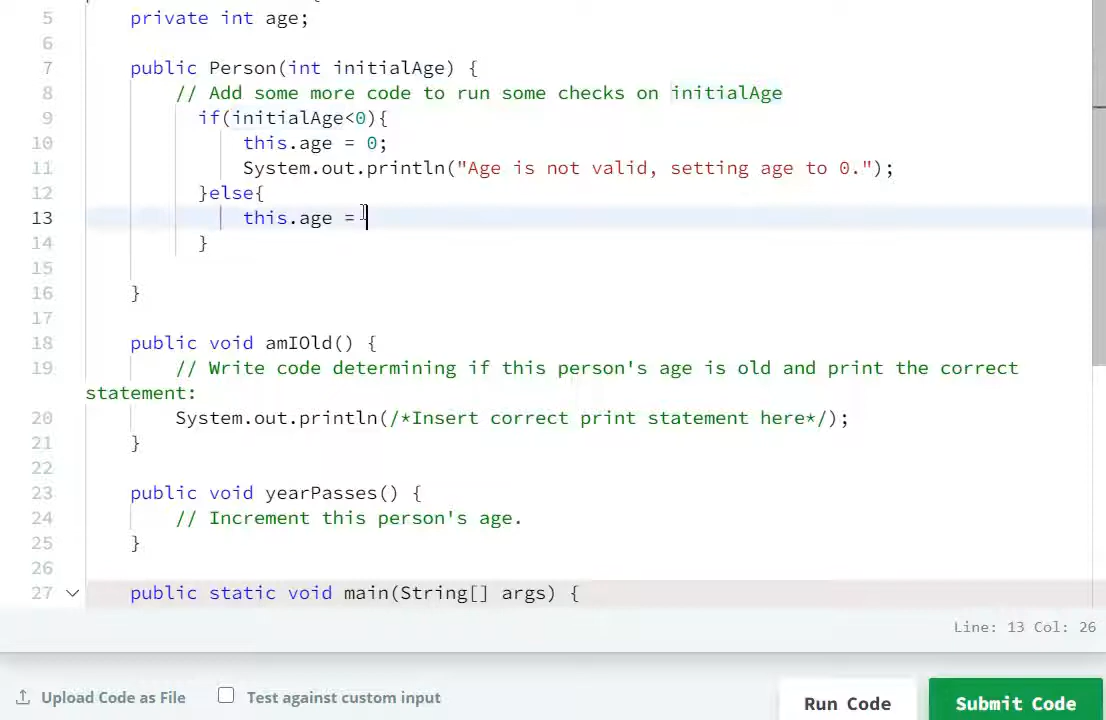 5 private int age;
6
7 public Person(int initialAge) {
8 // Add some more code to run some checks on initialAge
9 if(initialAge<0){
10 this.age = 0;
11 System.out.println("Age is not valid, setting age to 0.");
12 }else{
13 this.age =
14 }
15
16 }
17
18 public void amIOld() {
19 // Write code determining if this person's age is old and print the correct
statement:
20 System.out.println(/*Insert correct print statement here*/);
21 }
22
23 public void yearPasses() {
24 // Increment this person's age.
25 }
26
27 public static void main(String[] args) {
Line: 13 Col: 26
Upload Code as File Test against custom input Run Code Submit Code